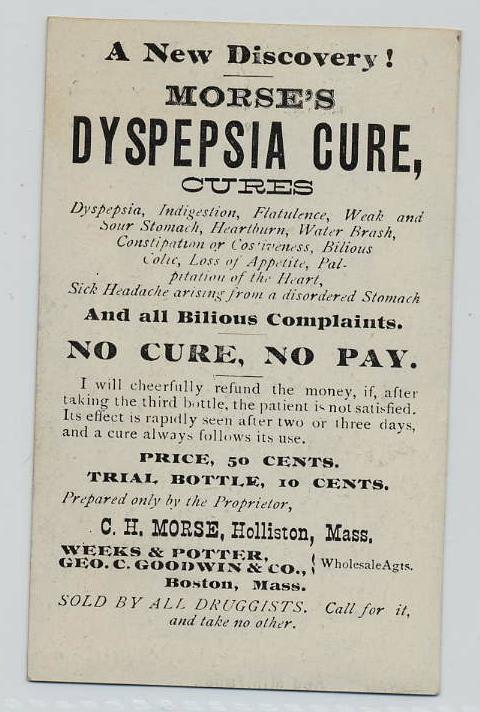 A New Discovery!
MORSE'S
DYSPEPSIA CURE,
CURES
Dyspepsia, Indigestion, Flatulence, Weak and
Sour Stomach, Heartburn, Water Brash,
Constipation or Costiveness, Bilious
Colic, Loss of Appetite, Pal-
pitation of the Heart,
Sick Headache arising from a disordered Stomach
And all Bilious Complaints.
NO CURE, NO PAY.
I will cheerfully refund the money, if, after
taking the third bottle, the patient is not satisfied.
Its effect is rapidly seen after two or three days,
and a cure always follows its use.
PRICE, 50 CENTS.
TRIAL BOTTLE, 10 CENTS.
Prepared only by the Proprietor,
C. H. MORSE, Holliston, Mass.
WEEKS & POTTER,
GEO. C. GOODWIN & CO., } Wholesale Agts.
Boston, Mass.
SOLD BY ALL DRUGGISTS. Call for it,
and take no other.